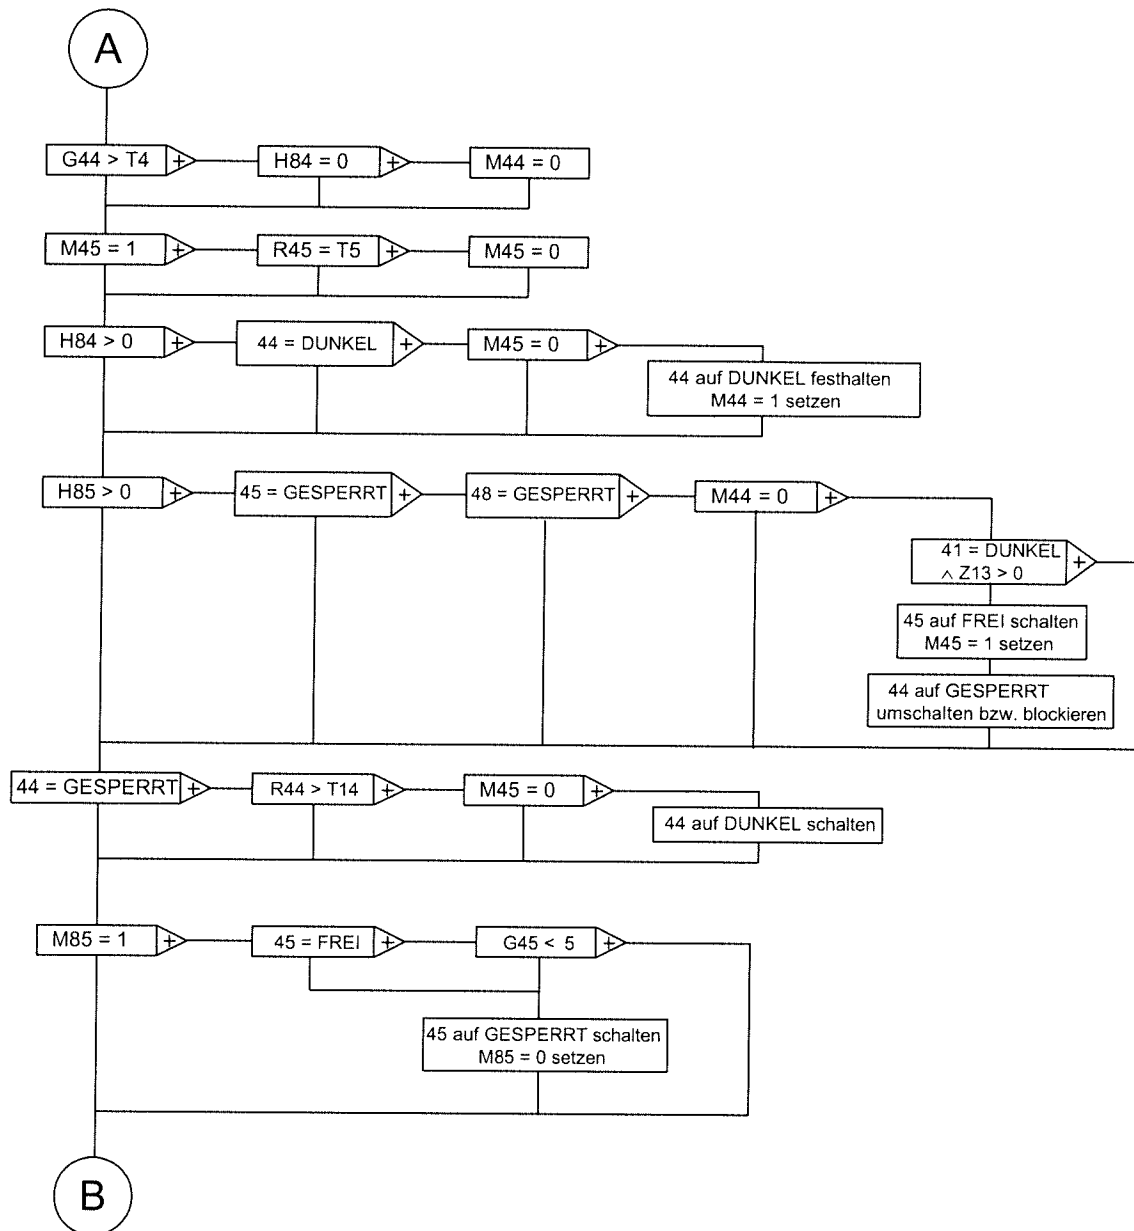 A
G44 > T4 + H84 = 0 + M44 = 0
M45 = 1 + R45 = T5 + M45 = 0
H84 > 0 + 44 = DUNKEL + M45 = 0 +
44 auf DUNKEL festhalten
M44 = 1 setzen
H85 > 0 + 45 = GESPERRT + 48 = GESPERRT + M44 = 0 +
41 = DUNKEL
∧ Z13 > 0 +
45 auf FREI schalten
M45 = 1 setzen
44 auf GESPERRT
umschalten bzw. blockieren
44 = GESPERRT + R44 > T14 + M45 = 0 +
44 auf DUNKEL schalten
M85 = 1 + 45 = FREI + G45 < 5 +
45 auf GESPERRT schalten
M85 = 0 setzen
B